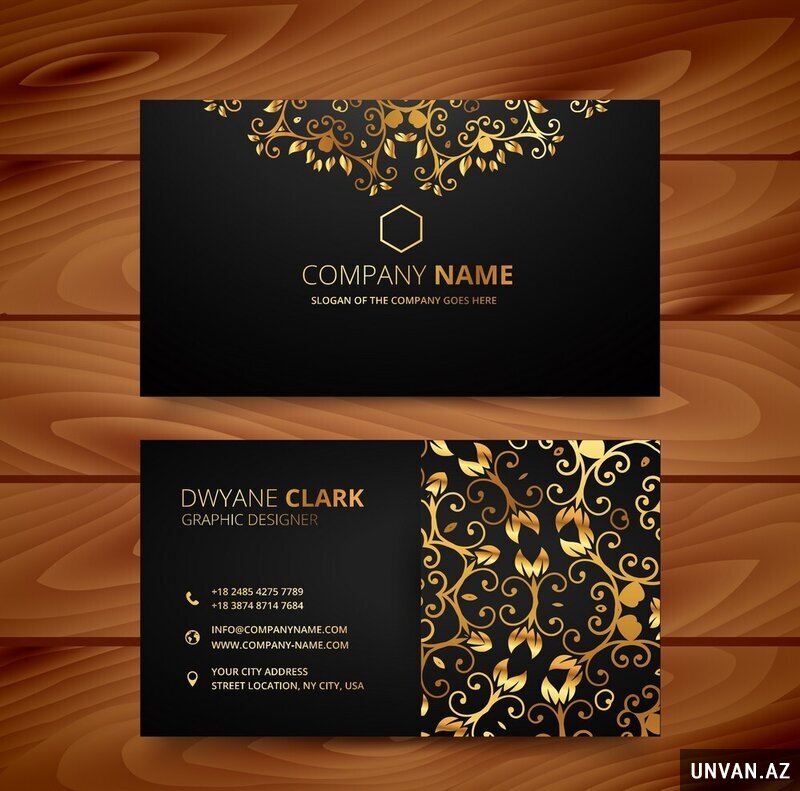 COMPANY NAME
SLOGAN OF THE COMPANY GOES HERE
DWYANE CLARK
GRAPHIC DESIGNER
+18 2485 4275 7789
+18 3874 8714 7684
INFO@COMPANYNAME.COM
WWW.COMPANY-NAME.COM
YOUR CITY ADDRESS
STREET LOCATION, NY CITY, USA
UNVAN.AZ